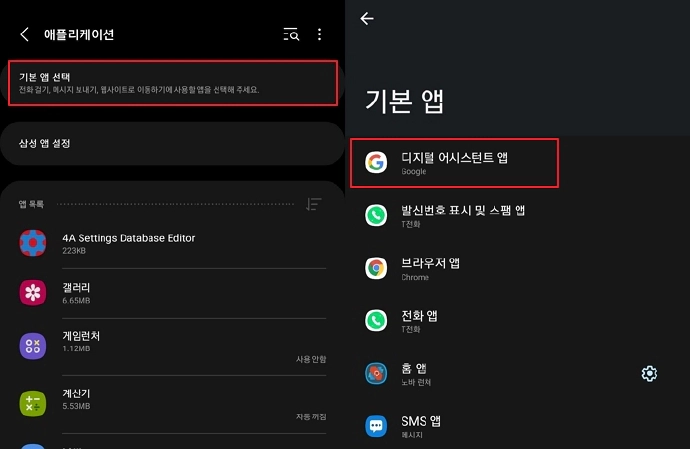 애플리케이션
기본 앱 선택
전화 걸기, 메시지 보내기, 웹사이트로 이동하기에 사용할 앱을 선택해 주세요.
삼성 앱 설정
앱 목록
4A Settings Database Editor
223KB
갤러리
6.65MB
게임런처
1.12MB
사용 안함
계산기
5.53MB
자동 꺼짐
기본 앱
디지털 어시스턴트 앱
Google
발신번호 표시 및 스팸 앱
T전화
브라우저 앱
Chrome
전화 앱
T전화
홈 앱
노바 런처
SMS 앱
메시지